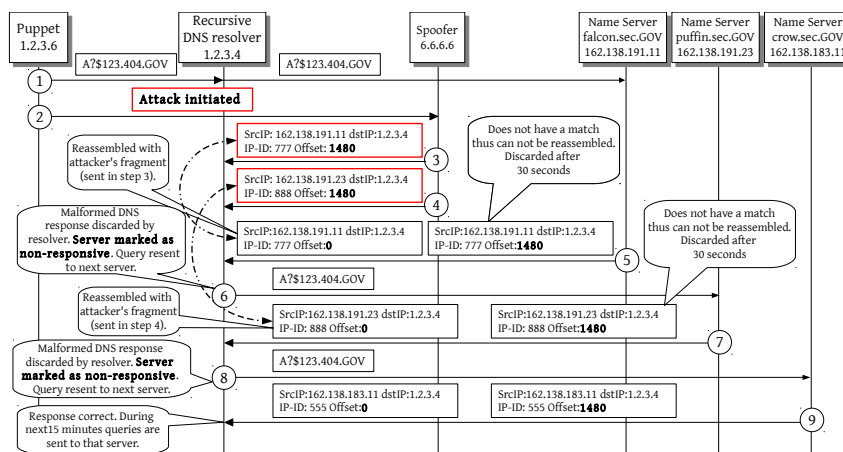 Puppet
1.2.3.6
Recursive
DNS resolver
1.2.3.4
Spoofer
6.6.6.6
Name Server
falcon.sec.GOV
162.138.191.11
Name Server
puffin.sec.GOV
162.138.191.23
Name Server
crow.sec.GOV
162.138.183.11
A?$123.404.GOV
A?$123.404.GOV
1
Attack initiated
2
SrcIP: 162.138.191.11 dstIP:1.2.3.4
IP-ID: 777 Offset: 1480
3
Reassembled with
attacker's fragment
(sent in step 3).
Does not have a match
thus can not be reassembled.
Discarded after
30 seconds
SrcIP: 162.138.191.23 dstIP:1.2.3.4
IP-ID: 888 Offset: 1480
4
Malformed DNS
response discarded by
resolver. Server marked as
non-responsive. Query resent
to next server.
SrcIP:162.138.191.11 dstIP:1.2.3.4
IP-ID: 777 Offset:0
SrcIP:162.138.191.11 dstIP:1.2.3.4
IP-ID: 777 Offset:1480
5
Does not have a match
thus can not be reassembled.
Discarded after
30 seconds
A?$123.404.GOV
6
Reassembled with
attacker's fragment
(sent in step 4).
SrcIP:162.138.191.23 dstIP:1.2.3.4
IP-ID: 888 Offset:0
SrcIP:162.138.191.23 dstIP:1.2.3.4
IP-ID: 888 Offset:1480
7
Malformed DNS response
discarded by resolver. Server
marked as non-responsive.
Query resent to next server.
A?$123.404.GOV
8
SrcIP:162.138.183.11 dstIP:1.2.3.4
IP-ID: 555 Offset:0
SrcIP:162.138.183.11 dstIP:1.2.3.4
IP-ID: 555 Offset:1480
9
Response correct. During
next15 minutes queries are
sent to that server.